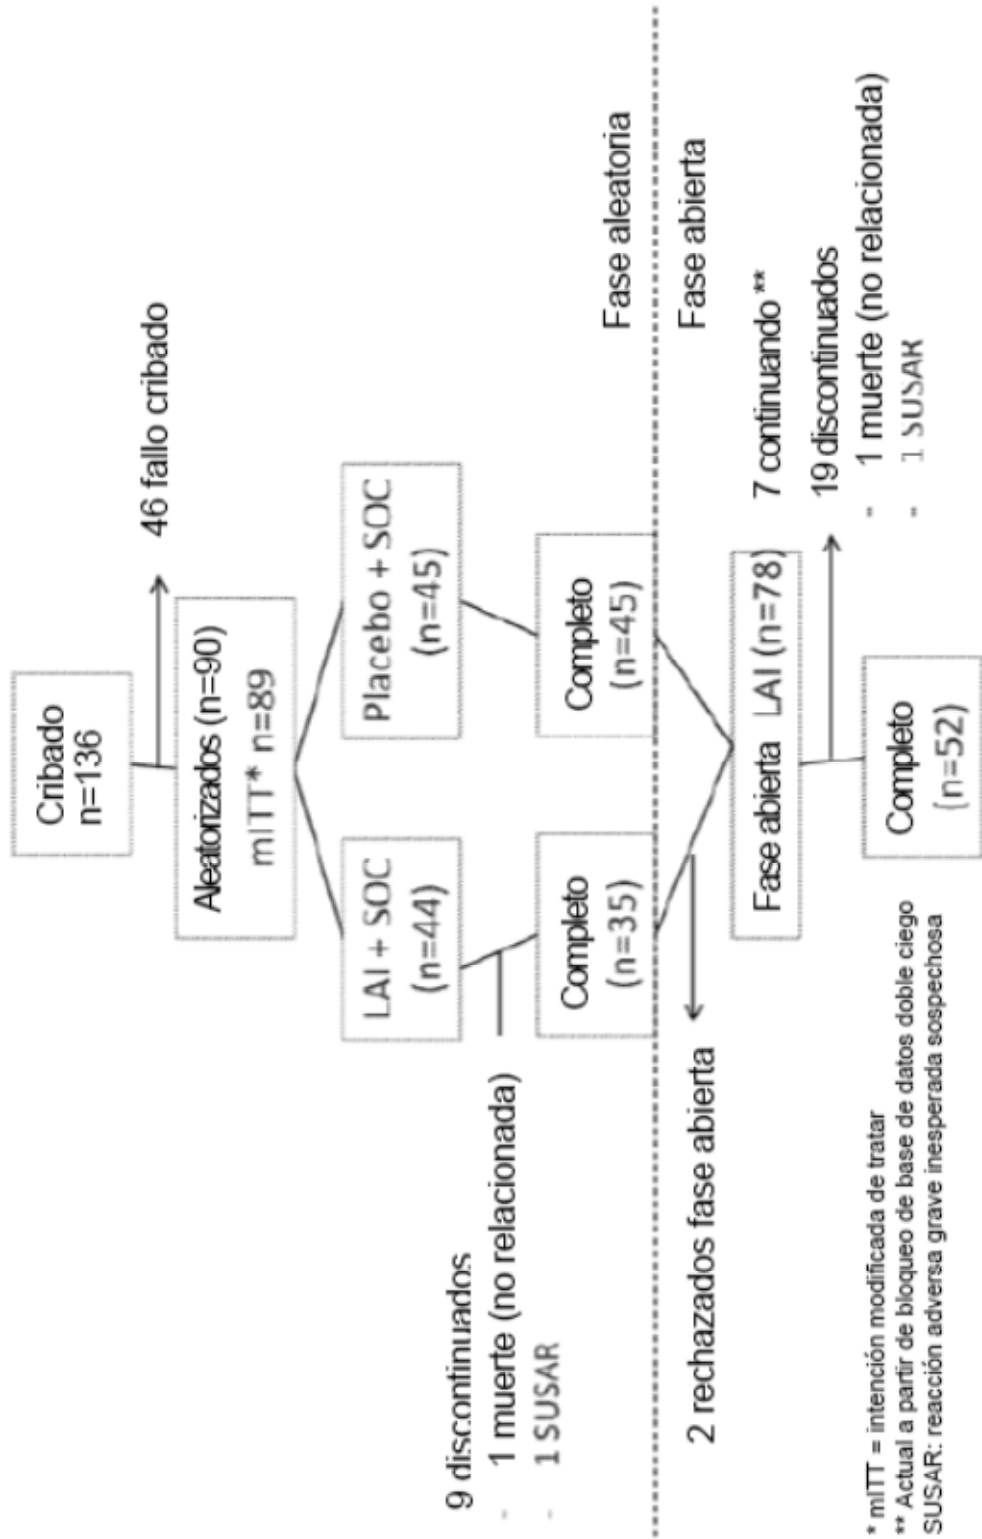 Cribado
n=136
46 fallo cribado
Aleatorizados (n=90)
mITT* n=89
LAI + SOC
(n=44)
Placebo + SOC
(n=45)
9 discontinuados
- 1 muerte (no relacionada)
- 1 SUSAR
Completo
(n=35)
Completo
(n=45)
Fase aleatoria
Fase abierta
2 rechazados fase abierta
Fase abierta LAI (n=78)
7 continuando**
19 discontinuados
- 1 muerte (no relacionada)
- 1 SUSAR
Completo
(n=52)
* mITT = intención modificada de tratar
** Actual a partir de bloqueo de base de datos doble ciego
SUSAR: reacción adversa grave inesperada sospechosa